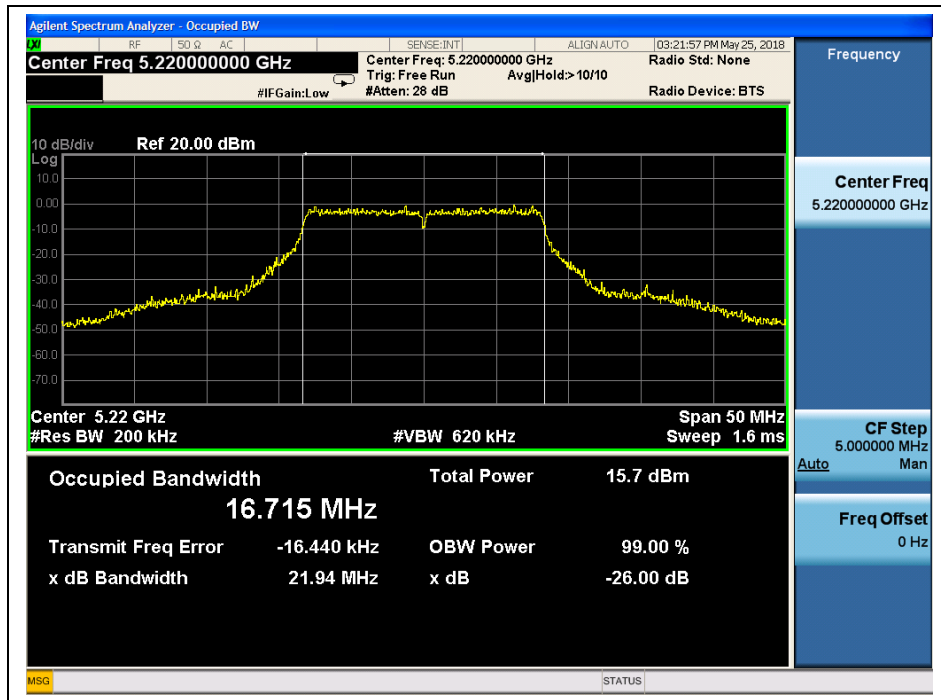 Agilent Spectrum Analyzer - Occupied BW
LXI RF 50 Ω AC SENSE:INT ALIGN AUTO 03:21:57 PM May 25, 2018
Center Freq 5.220000000 GHz
Center Freq: 5.220000000 GHz Radio Std: None
Trig: Free Run Avg|Hold:>10/10
#IFGain:Low #Atten: 28 dB Radio Device: BTS
10 dB/div Ref 20.00 dBm
Log
10.0
0.00
-10.0
-20.0
-30.0
-40.0
-50.0
-60.0
-70.0
Center 5.22 GHz Span 50 MHz
#Res BW 200 kHz #VBW 620 kHz Sweep 1.6 ms
Occupied Bandwidth Total Power 15.7 dBm
16.715 MHz
Transmit Freq Error -16.440 kHz OBW Power 99.00 %
x dB Bandwidth 21.94 MHz x dB -26.00 dB
Frequency
Center Freq
5.220000000 GHz
CF Step
5.000000 MHz
Auto Man
Freq Offset
0 Hz
MSG STATUS